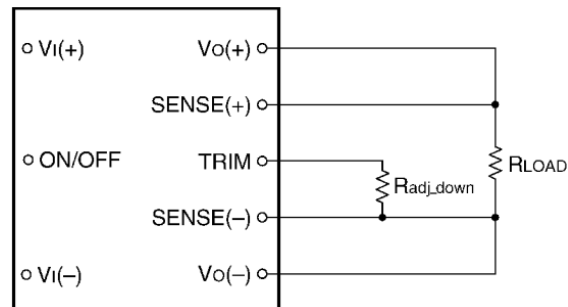 VI(+)
VO(+)
SENSE(+)
ON/OFF
TRIM
RLOAD
Radj_down
SENSE(−)
VI(−)
VO(−)